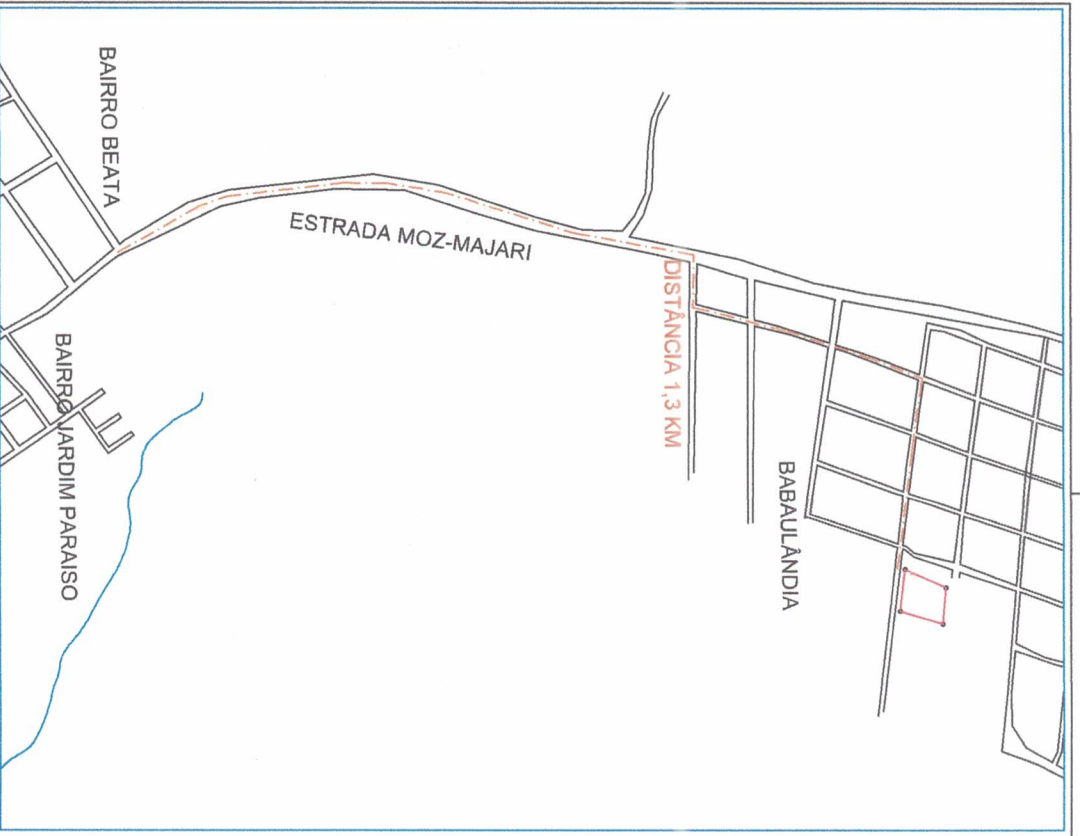 BAIRRO BEATA
ESTRADA MOZ-MAJARI
DISTÂNCIA 1,3 KM
BABAULÂNDIA
BAIRRO JARDIM PARAISO